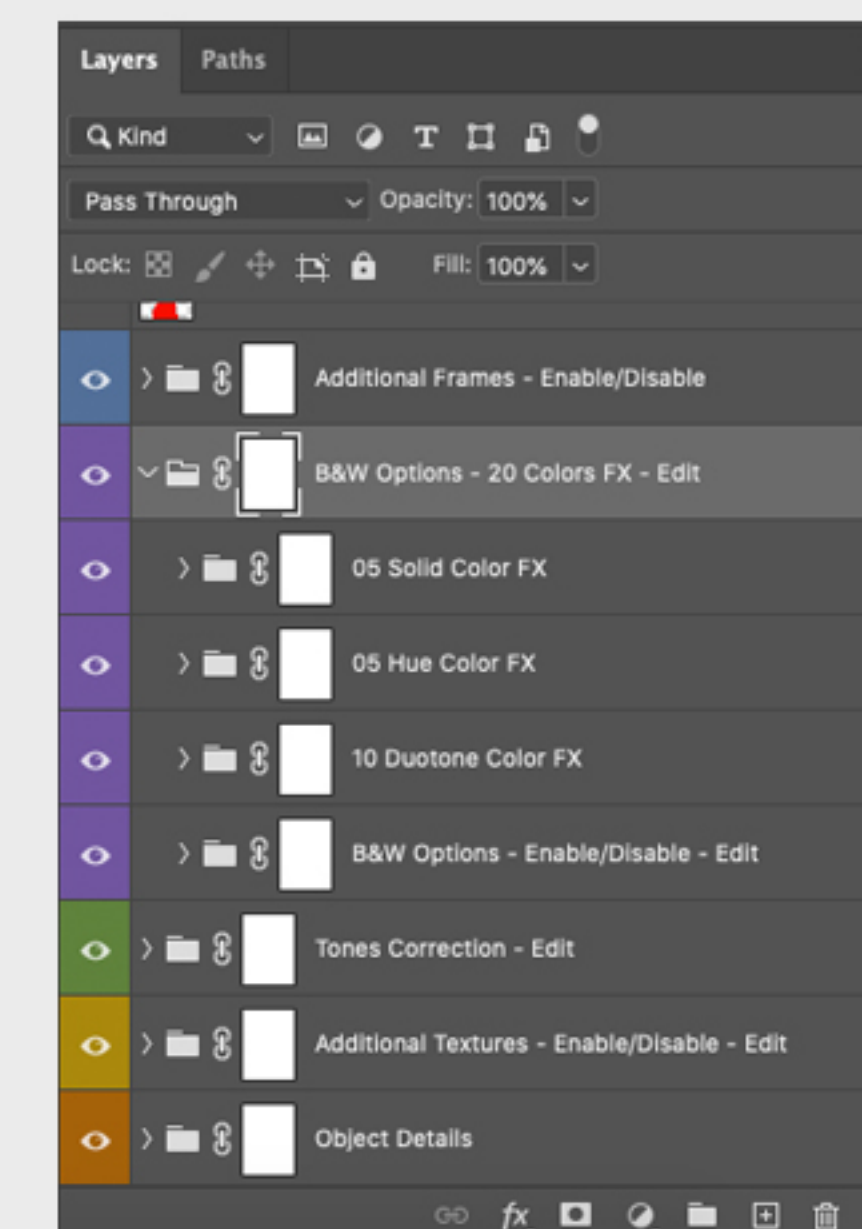 Layers Paths
Kind
Pass Through Opacity: 100%
Lock: Fill: 100%
Additional Frames - Enable/Disable
B&W Options - 20 Colors FX - Edit
05 Solid Color FX
05 Hue Color FX
10 Duotone Color FX
B&W Options - Enable/Disable - Edit
Tones Correction - Edit
Additional Textures - Enable/Disable - Edit
Object Details
fx